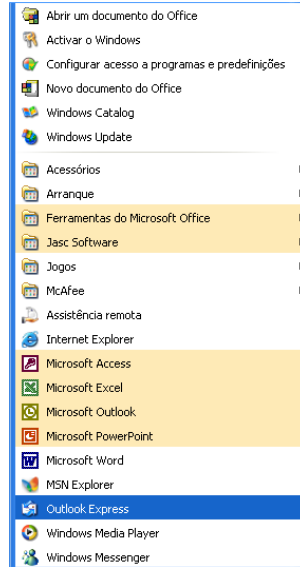 Abrir um documento do Office
Activar o Windows
Configurar acesso a programas e predefinições
Novo documento do Office
Windows Catalog
Windows Update
Acessórios
Arranque
Ferramentas do Microsoft Office
Jasc Software
Jogos
McAfee
Assistência remota
Internet Explorer
Microsoft Access
Microsoft Excel
Microsoft Outlook
Microsoft PowerPoint
Microsoft Word
MSN Explorer
Outlook Express
Windows Media Player
Windows Messenger